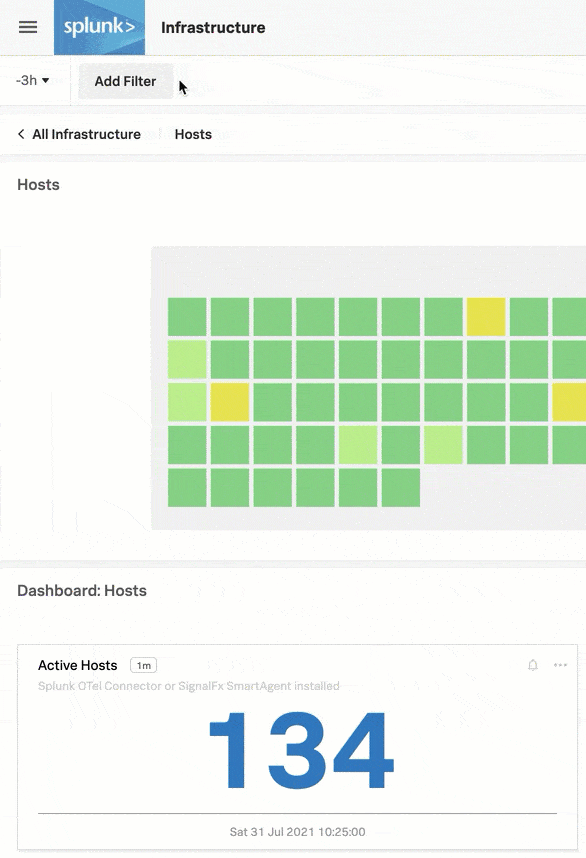 splunk> Infrastructure
-3h Add Filter
All Infrastructure Hosts
Hosts
Dashboard: Hosts
Active Hosts 1m
Splunk OTel Connector or SignalFx SmartAgent installed
134
Sat 31 Jul 2021 10:25:00